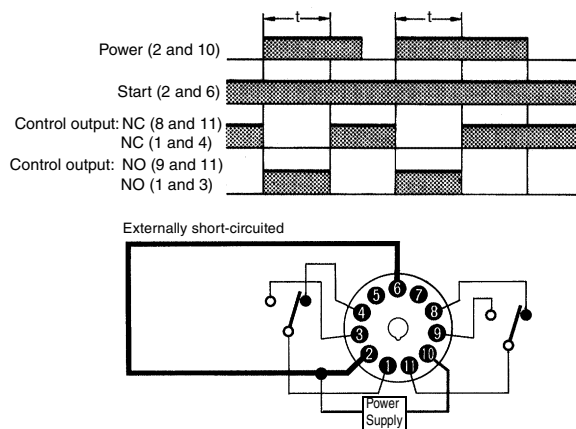 t t
Power (2 and 10)
Start (2 and 6)
Control output: NC (8 and 11)
NC (1 and 4)
Control output: NO (9 and 11)
NO (1 and 3)
Externally short-circuited
6
5 7
4 8
3 9
2 10
1 11
Power
Supply